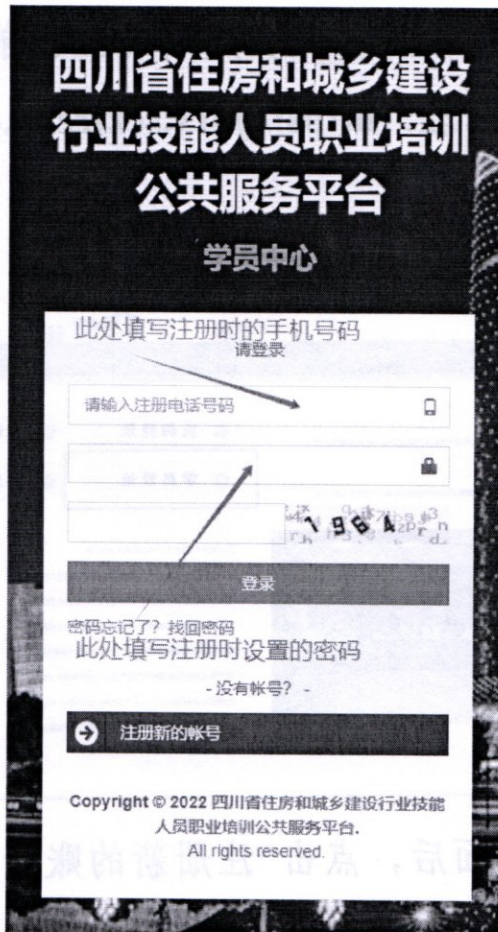 四川省住房和城乡建设
行业技能人员职业培训
公共服务平台
学员中心
此处填写注册时的手机号码
请登录
请输入注册电话号码
1964
登录
密码忘记了？找回密码
此处填写注册时设置的密码
- 没有帐号？ -
注册新的帐号
Copyright © 2022 四川省住房和城乡建设行业技能
人员职业培训公共服务平台.
All rights reserved.